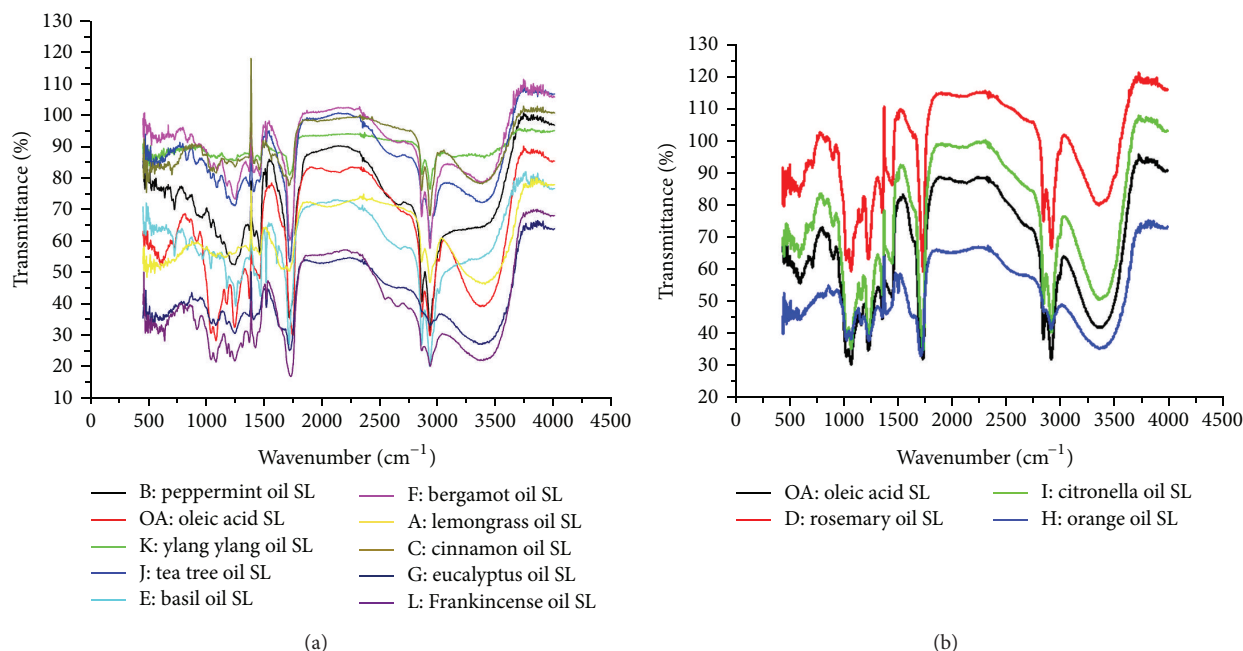 130
120
110
100
90
80
70
60
50
40
30
20
10
Transmittance (%)
0 500 1000 1500 2000 2500 3000 3500 4000 4500
Wavenumber (cm−1)
B: peppermint oil SL
OA: oleic acid SL
K: ylang ylang oil SL
J: tea tree oil SL
E: basil oil SL
F: bergamot oil SL
A: lemongrass oil SL
C: cinnamon oil SL
G: eucalyptus oil SL
L: Frankincense oil SL
(a)
130
120
110
100
90
80
70
60
50
40
30
20
Transmittance (%)
0 500 1000 1500 2000 2500 3000 3500 4000 4500
Wavenumber (cm−1)
OA: oleic acid SL
D: rosemary oil SL
I: citronella oil SL
H: orange oil SL
(b)